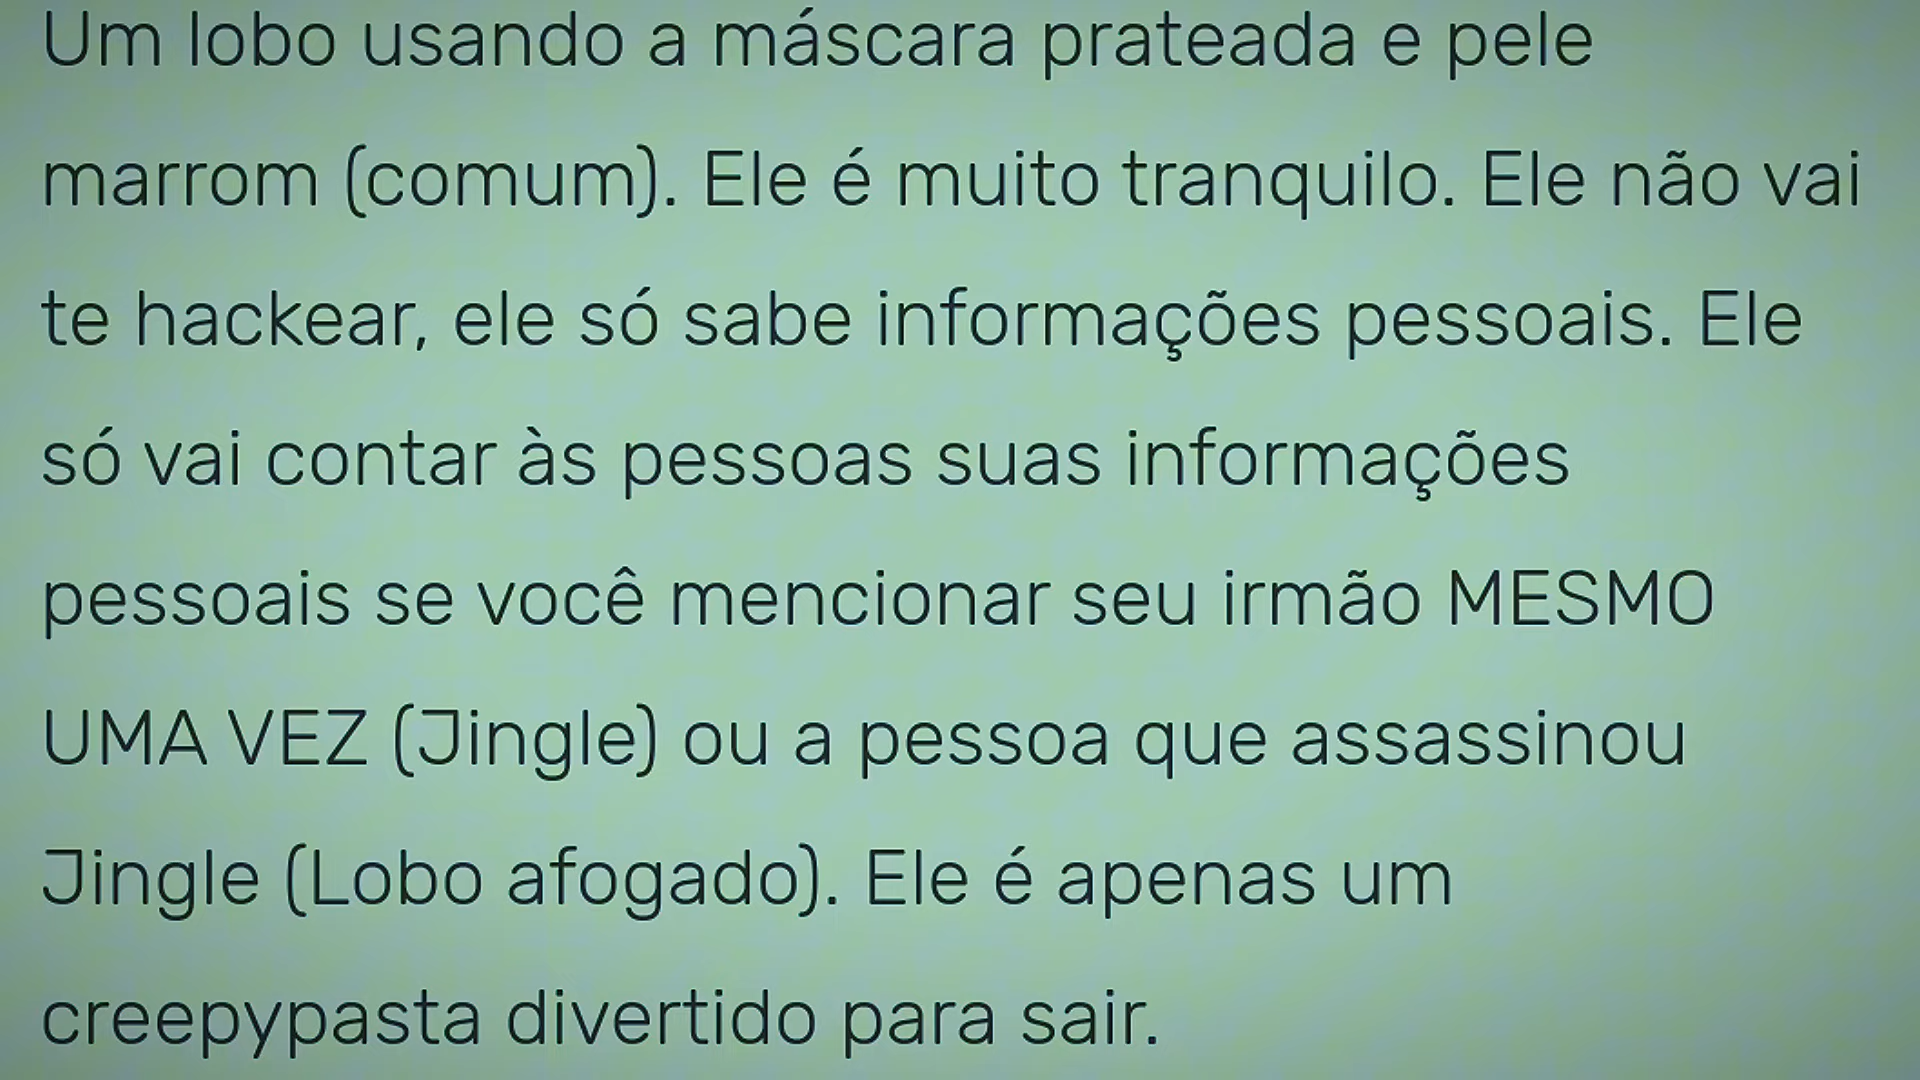 Um lobo usando a máscara prateada e pele
marrom (comum). Ele é muito tranquilo. Ele não vai
te hackear, ele só sabe informações pessoais. Ele
só vai contar às pessoas suas informações
pessoais se você mencionar seu irmão MESMO
UMA VEZ (Jingle) ou a pessoa que assassinou
Jingle (Lobo afogado). Ele é apenas um
creepypasta divertido para sair.